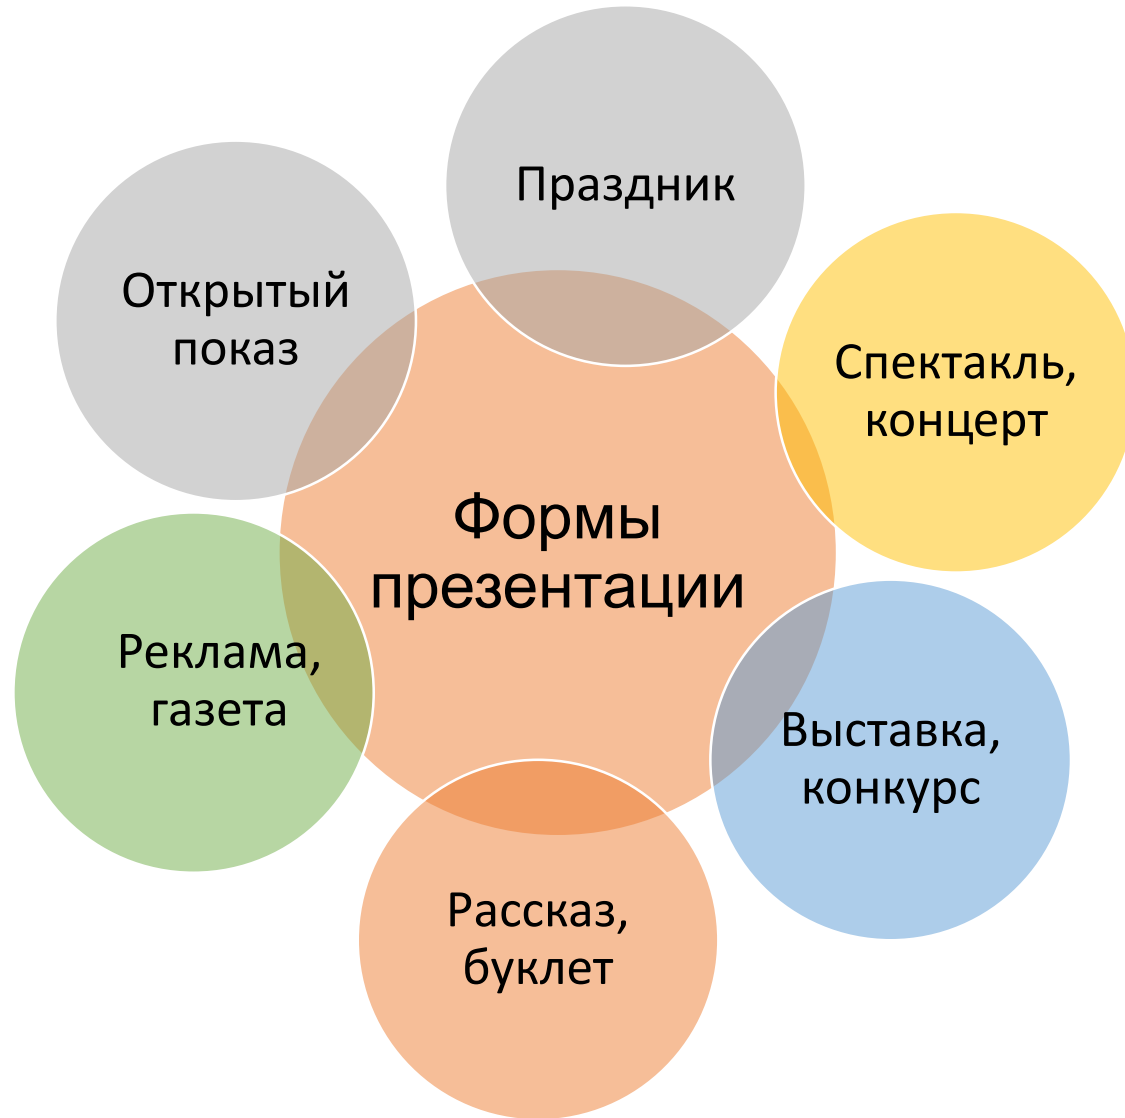 Праздник
Открытый
показ
Спектакль,
концерт
Формы
презентации
Реклама,
газета
Выставка,
конкурс
Рассказ,
буклет